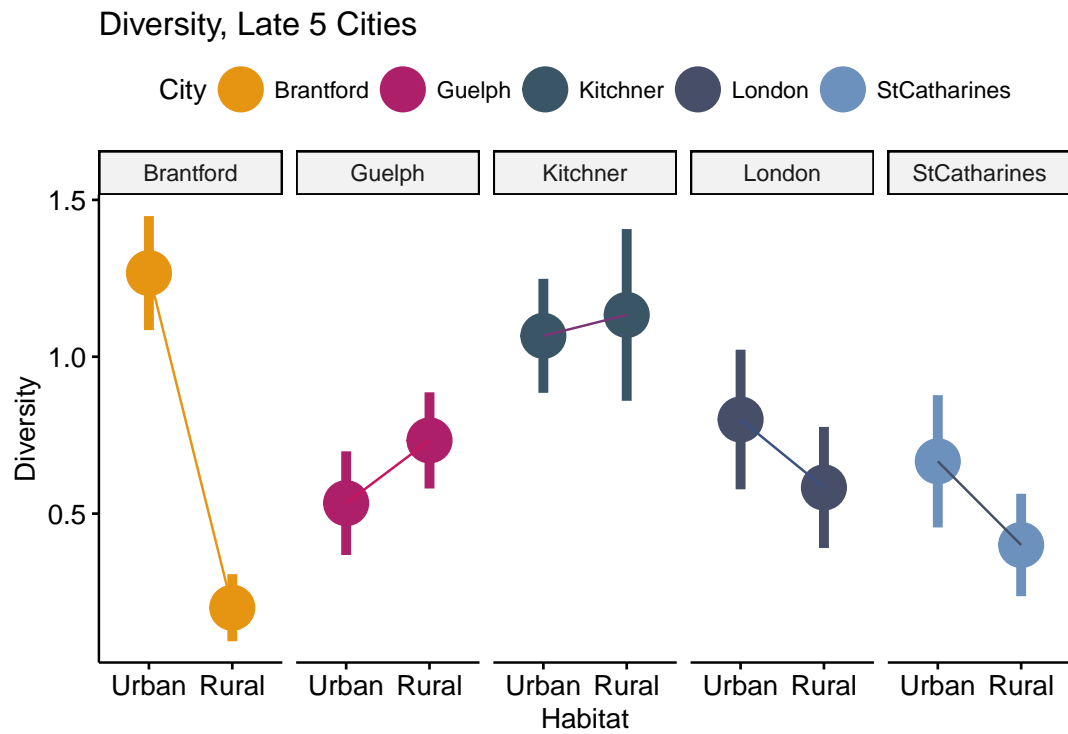 Diversity, Late 5 Cities
City Brantford Guelph Kitchner London StCatharines
Brantford Guelph Kitchner London StCatharines
1.5
1.0
0.5
Diversity
Urban Rural Urban Rural Urban Rural Urban Rural Urban Rural
Habitat